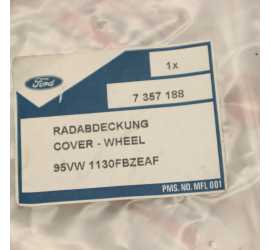 Ford
1x
7 357 188
RADABDECKUNG
COVER - WHEEL
95VW 1130FBZEAF
PMS. NO. MFL 001